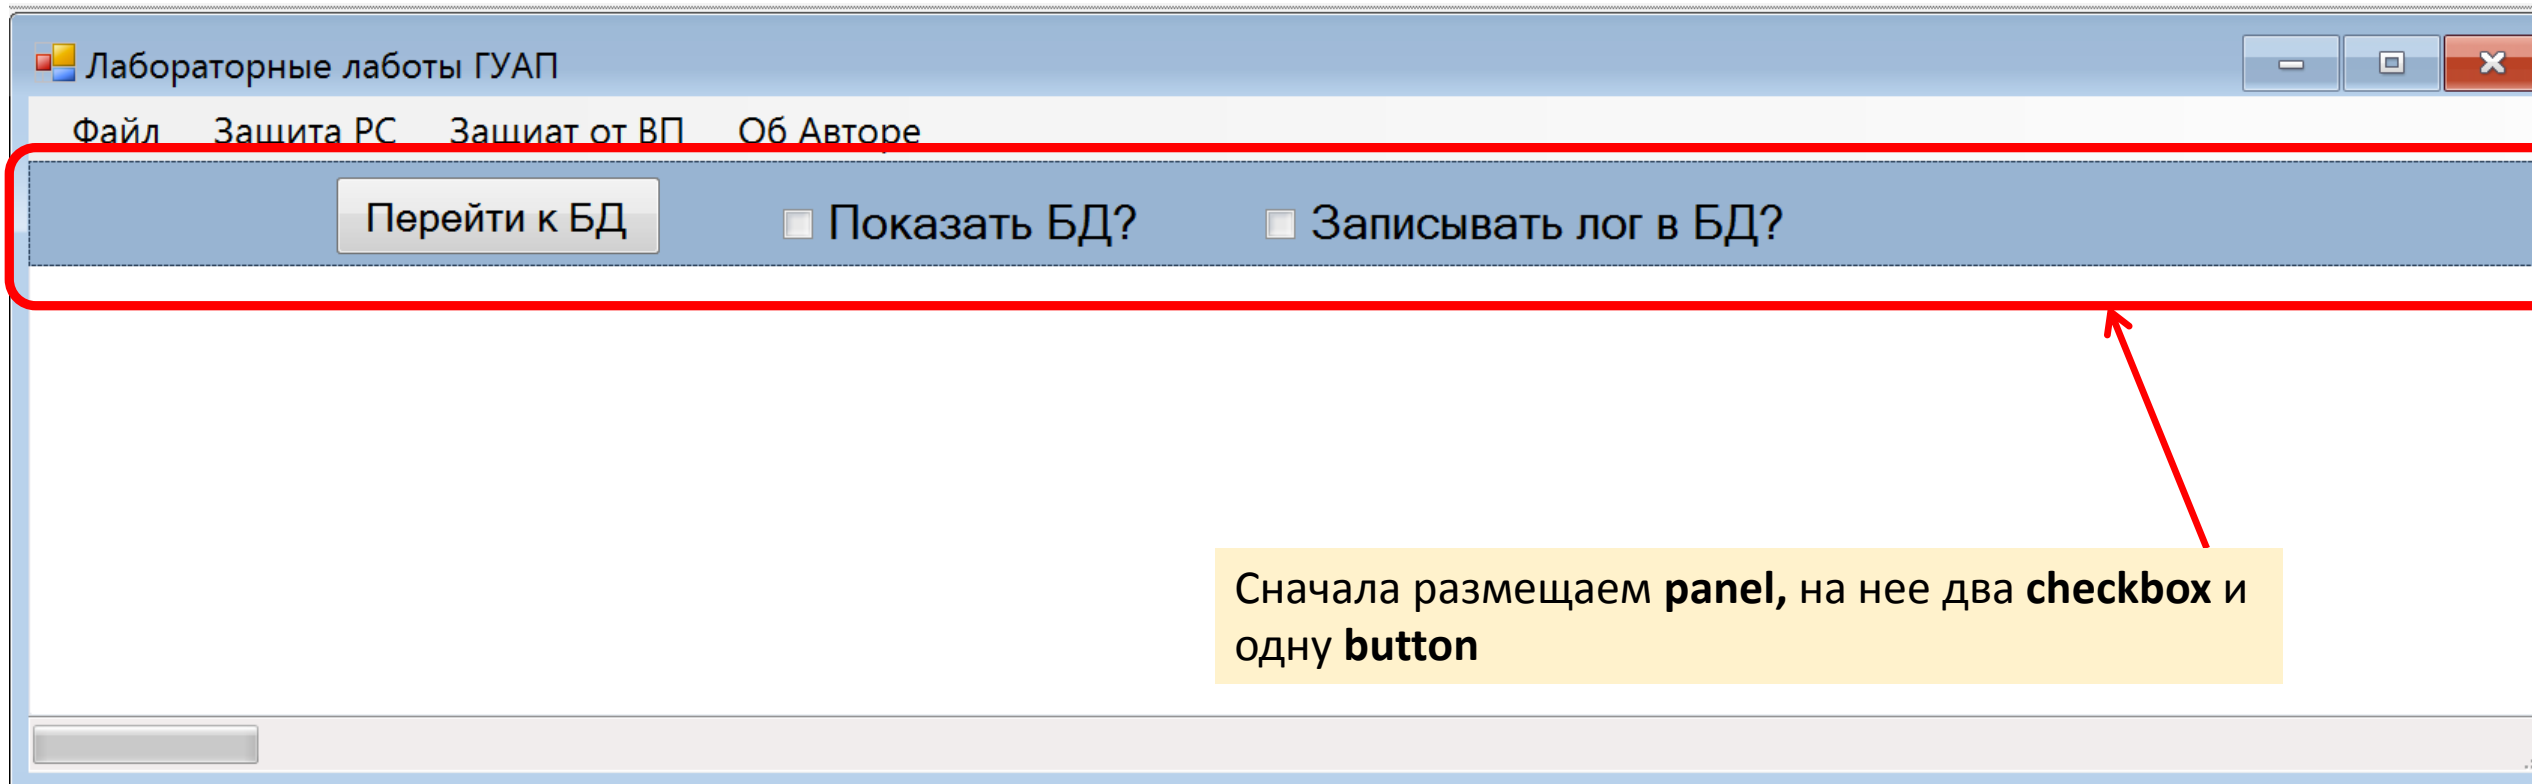 Лабораторные лаботы ГУАП
Файл Защита РС Защиат от ВП Об Авторе
Перейти к БД Показать БД? Записывать лог в БД?
Сначала размещаем panel, на нее два checkbox и
одну button